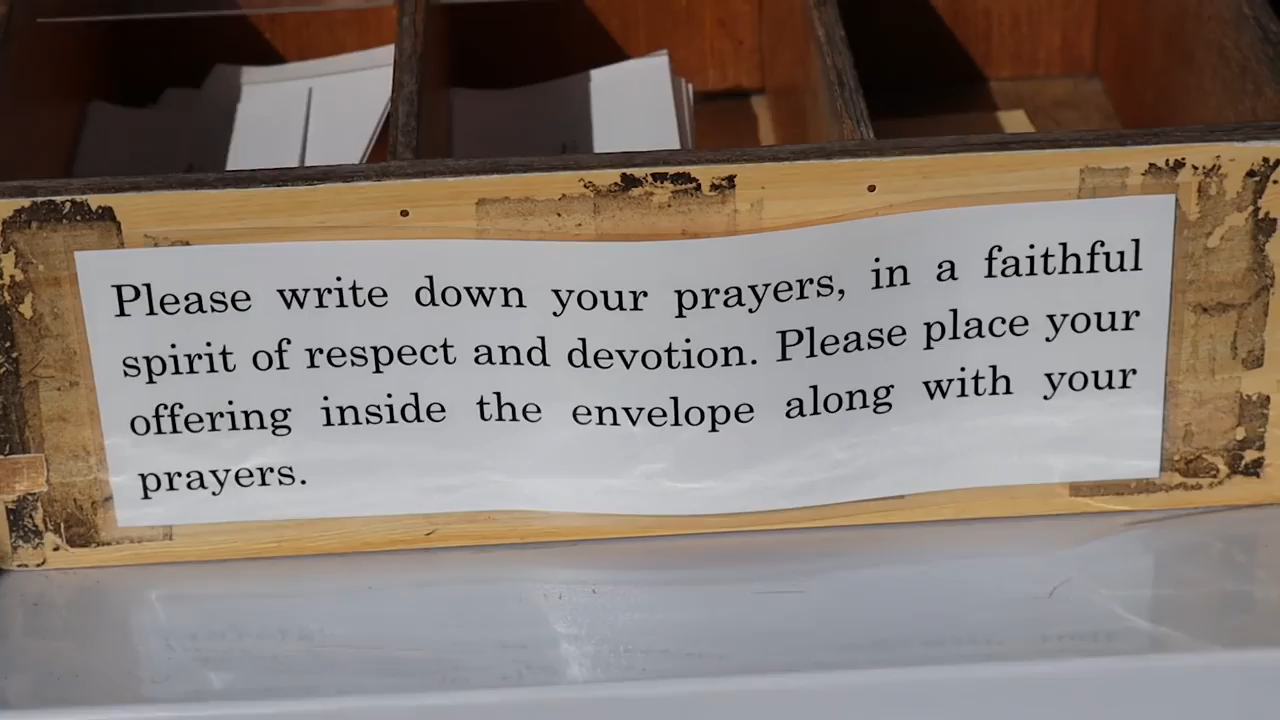 Please write down your prayers, in a faithful
spirit of respect and devotion. Please place your
offering inside the envelope along with your
prayers.